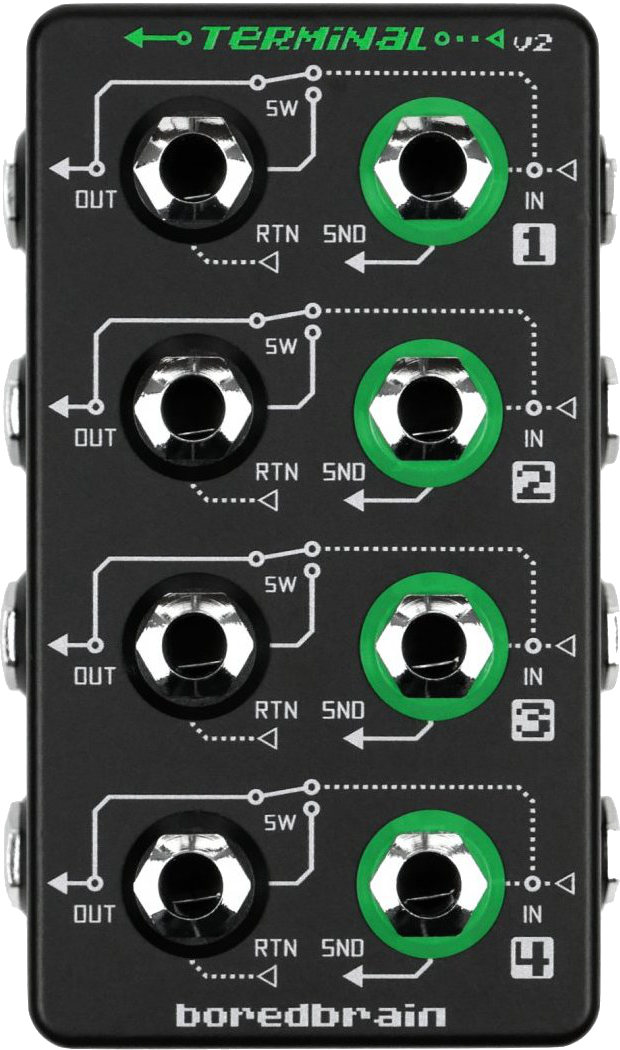 TERMINAL v2
SW
OUT
IN
RTN SND
1
SW
OUT
IN
RTN SND
2
SW
OUT
IN
RTN SND
3
SW
OUT
IN
RTN SND
4
boredbrain